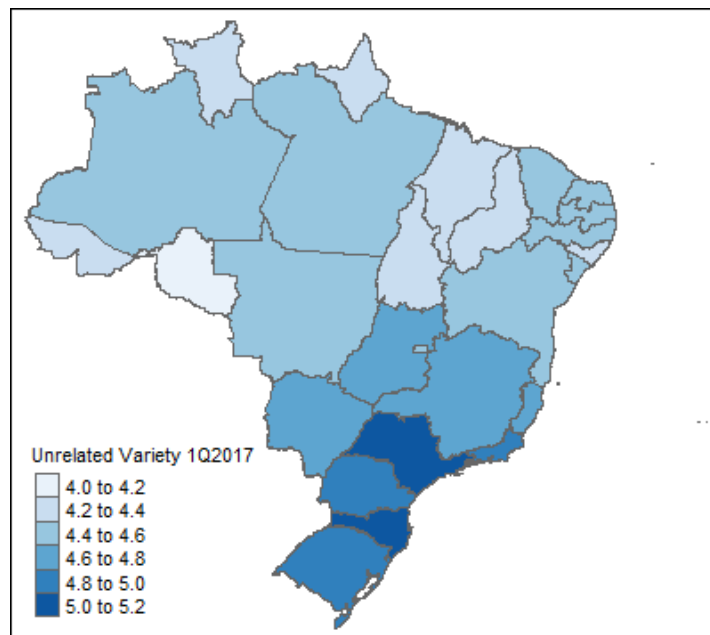 Unrelated Variety 1Q2017
4.0 to 4.2
4.2 to 4.4
4.4 to 4.6
4.6 to 4.8
4.8 to 5.0
5.0 to 5.2